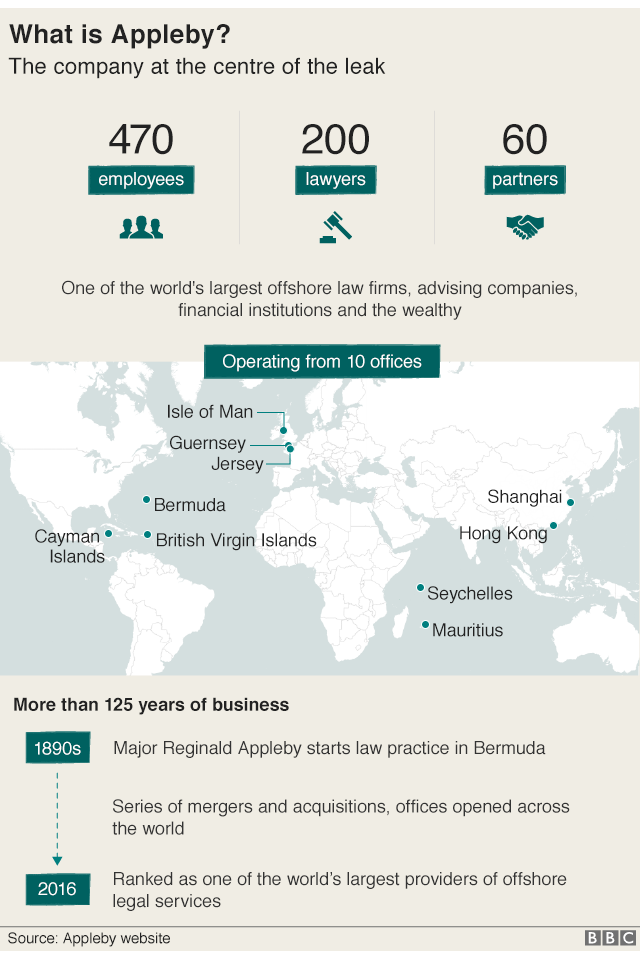 What is Appleby?
The company at the centre of the leak
470
employees
200
lawyers
60
partners
One of the world's largest offshore law firms, advising companies,
financial institutions and the wealthy
Operating from 10 offices
Isle of Man
Guernsey
Jersey
Bermuda
Cayman
Islands
British Virgin Islands
Shanghai
Hong Kong
Seychelles
Mauritius
More than 125 years of business
1890s
Major Reginald Appleby starts law practice in Bermuda
Series of mergers and acquisitions, offices opened across
the world
2016
Ranked as one of the world's largest providers of offshore
legal services
Source: Appleby website
BBC